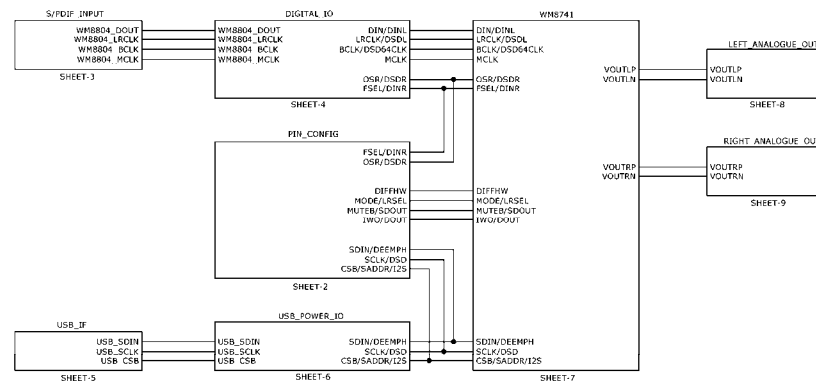 S/PDIF INPUT
WM8804_DOUT
WM8804_LRCLK
WM8804_BCLK
WM8804_MCLK
SHEET-3
DIGITAL_IO
WM8804_DOUT
WM8804_LRCLK
WM8804_BCLK
WM8804_MCLK
DIN/DINL
LRCLK/DSDL
BCLK/DSD64CLK
MCLK
OSR/DSDR
FSEL/DINR
SHEET-4
PIN_CONFIG
FSEL/DINR
OSR/DSDR
DIFFHW
MODE/LRSEL
MUTEB/SDOUT
IWO/DOUT
SDIN/DEEMPH
SCLK/DSD
CSB/SADDR/I2S
SHEET-2
USB_IF
USB_SDIN
USB_SCLK
USB_CSB
SHEET-5
USB_POWER_IO
USB_SDIN
USB_SCLK
USB_CSB
SDIN/DEEMPH
SCLK/DSD
CSB/SADDR/I2S
SHEET-6
WM8741
DIN/DINL
LRCLK/DSDL
BCLK/DSD64CLK
MCLK
OSR/DSDR
FSEL/DINR
DIFFHW
MODE/LRSEL
MUTEB/SDOUT
IWO/DOUT
SDIN/DEEMPH
SCLK/DSD
CSB/SADDR/I2S
VOUTLP
VOUTLN
VOUTRP
VOUTRN
SHEET-7
LEFT_ANALOGUE_OUT
VOUTLP
VOUTLN
SHEET-8
RIGHT_ANALOGUE_OU
VOUTRP
VOUTRN
SHEET-9